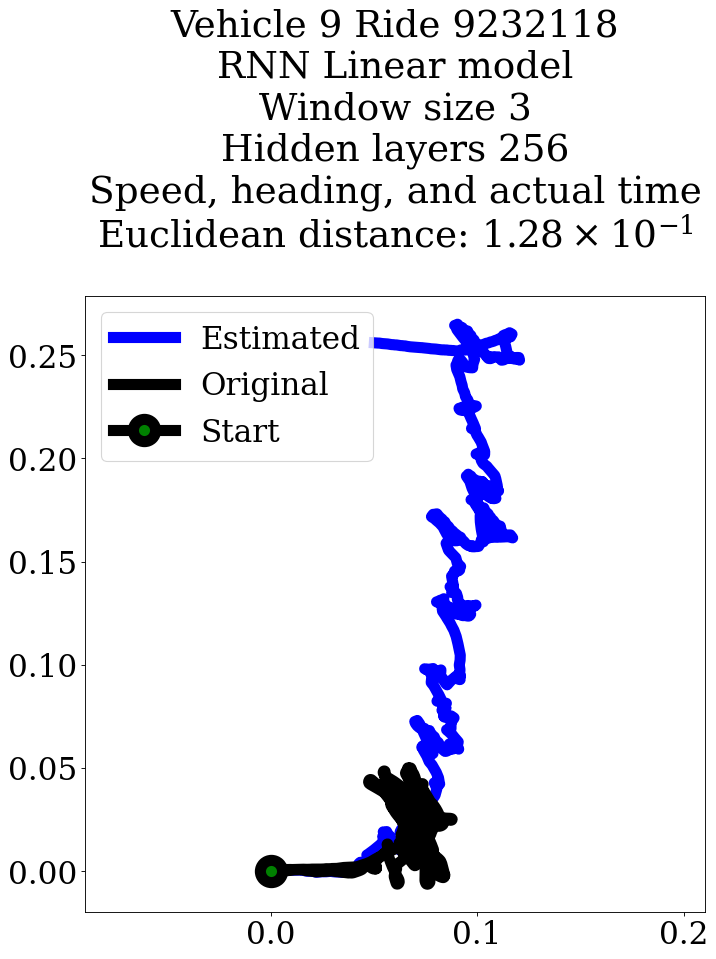 Vehicle 9 Ride 9232118
RNN Linear model
Window size 3
Hidden layers 256
Speed, heading, and actual time
Euclidean distance: 1.28 × 10⁻¹
Estimated
Original
Start
0.25
0.20
0.15
0.10
0.05
0.00
0.0 0.1 0.2